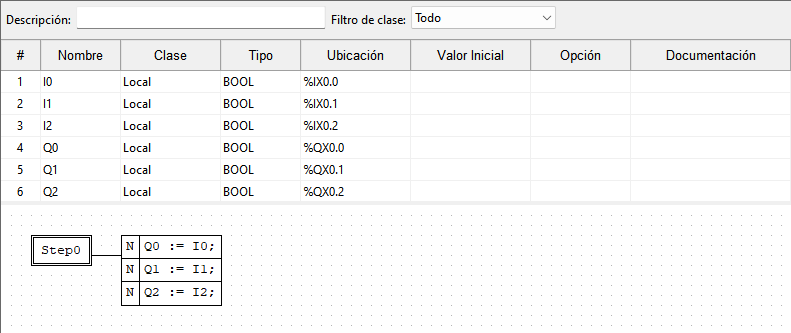 Descripción: Filtro de clase: Todo
# Nombre Clase Tipo Ubicación Valor Inicial Opción Documentación
1 I0 Local BOOL %IX0.0
2 I1 Local BOOL %IX0.1
3 I2 Local BOOL %IX0.2
4 Q0 Local BOOL %QX0.0
5 Q1 Local BOOL %QX0.1
6 Q2 Local BOOL %QX0.2
Step0 N Q0 := I0;
N Q1 := I1;
N Q2 := I2;